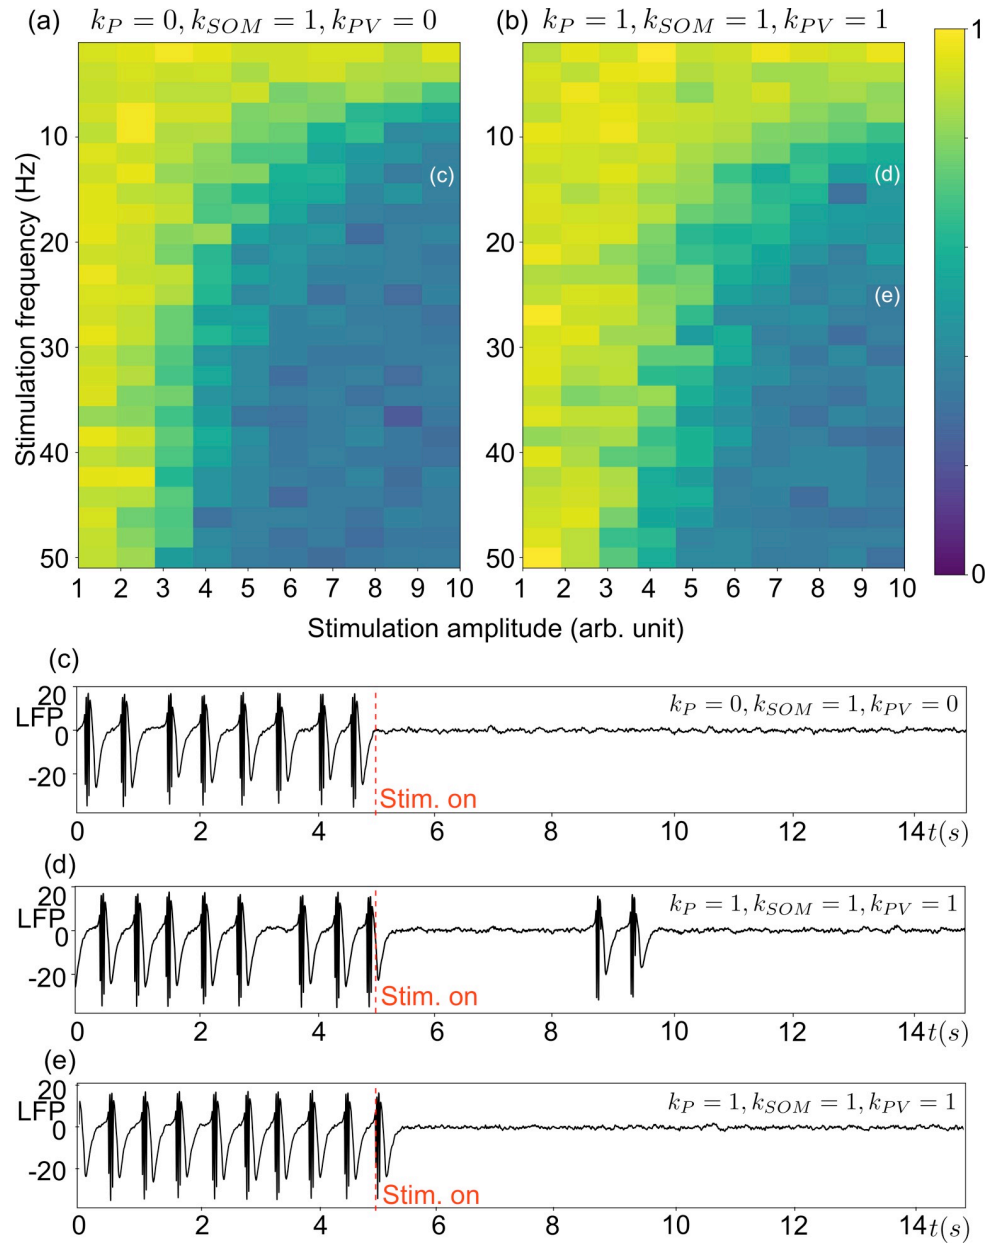 (a) k_P = 0, k_SOM = 1, k_PV = 0
(b) k_P = 1, k_SOM = 1, k_PV = 1
1
0
Stimulation frequency (Hz)
10
20
30
40
50
(c)
1 2 3 4 5 6 7 8 9 10
10
20
30
40
50
(d)
(e)
1 2 3 4 5 6 7 8 9 10
Stimulation amplitude (arb. unit)
(c)
20
LFP
0
-20
k_P = 0, k_SOM = 1, k_PV = 0
Stim. on
0 2 4 6 8 10 12 14 t(s)
(d)
20
LFP
0
-20
k_P = 1, k_SOM = 1, k_PV = 1
Stim. on
0 2 4 6 8 10 12 14 t(s)
(e)
20
LFP
0
-20
k_P = 1, k_SOM = 1, k_PV = 1
Stim. on
0 2 4 6 8 10 12 14 t(s)